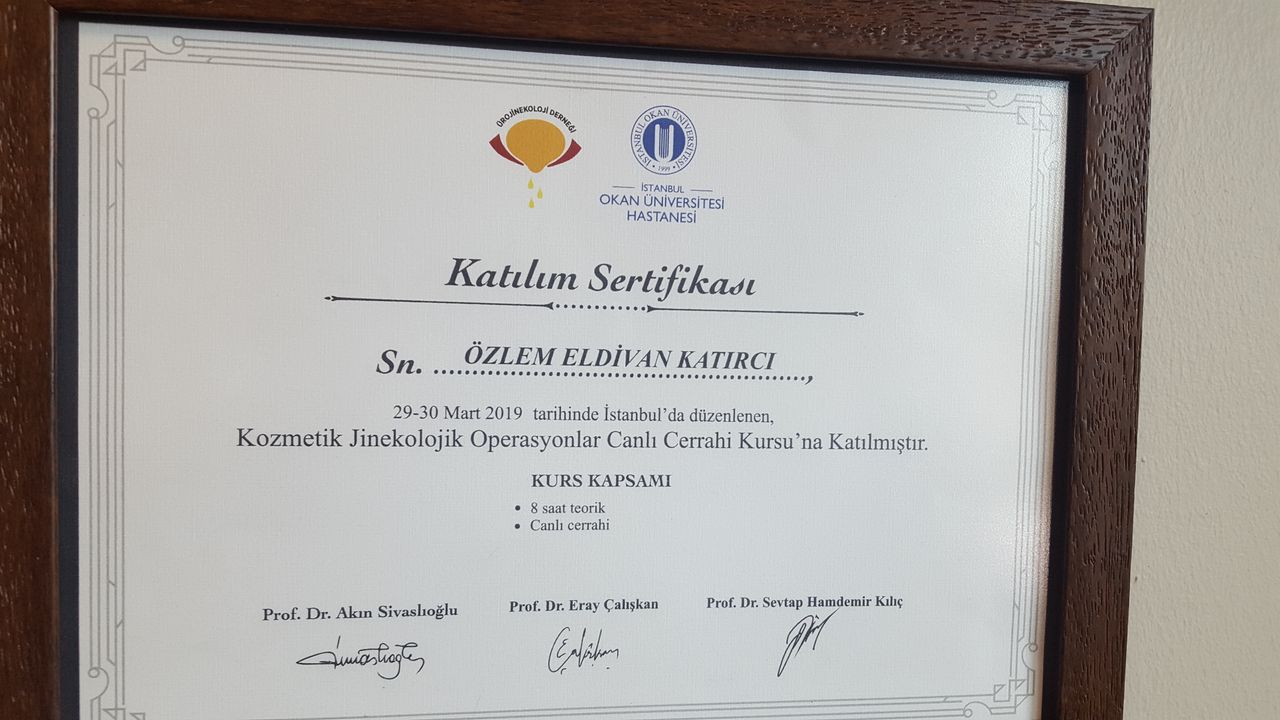 ÜROJİNEKOLOJİ DERNEĞİ
İSTANBUL OKAN ÜNİVERSİTESİ
1999
İSTANBUL
OKAN ÜNİVERSİTESİ
HASTANESİ
Katılım Sertifikası
Sn. ÖZLEM ELDİVAN KATIRCI,
29-30 Mart 2019 tarihinde İstanbul'da düzenlenen,
Kozmetik Jinekolojik Operasyonlar Canlı Cerrahi Kursu'na Katılmıştır.
KURS KAPSAMI
• 8 saat teorik
• Canlı cerrahi
Prof. Dr. Akın Sivaslıoğlu Prof. Dr. Eray Çalışkan Prof. Dr. Sevtap Hamdemir Kılıç